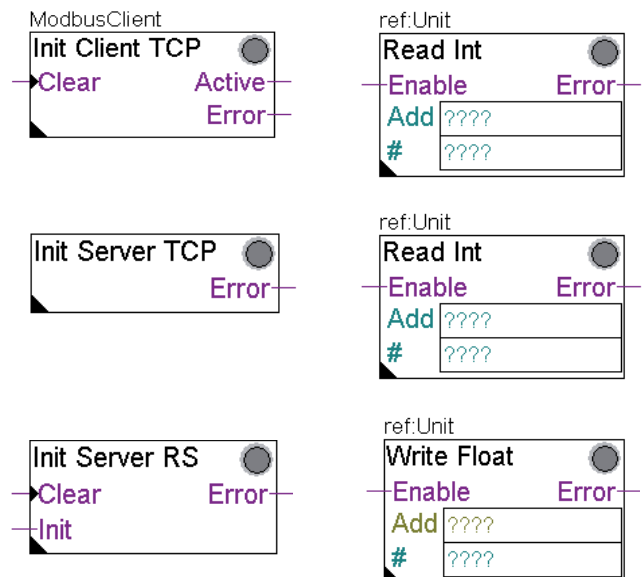 ModbusClient
Init Client TCP
Clear Active
Error
ref:Unit
Read Int
Enable Error
Add ????
# ????
Init Server TCP
Error
ref:Unit
Read Int
Enable Error
Add ????
# ????
Init Server RS
Clear Error
Init
ref:Unit
Write Float
Enable Error
Add ????
# ????